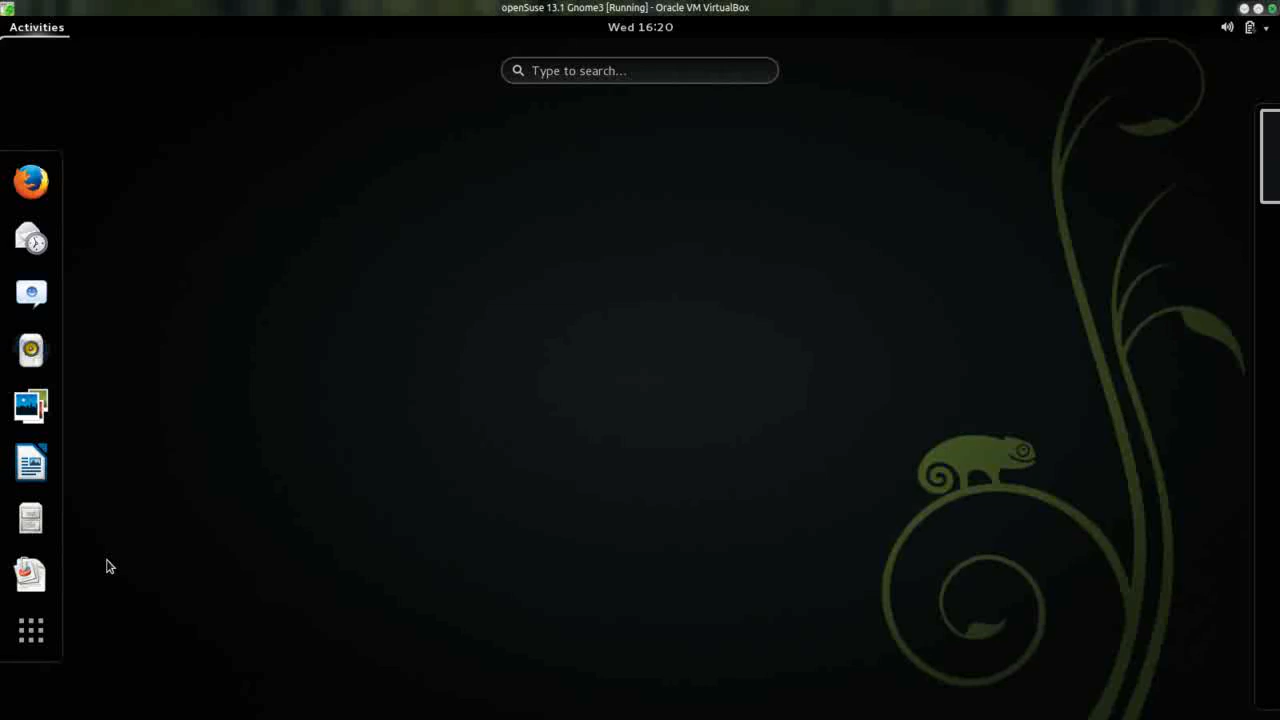 openSuse 13.1 Gnome3 [Running] - Oracle VM VirtualBox
Activities
Wed 16:20
Type to search...